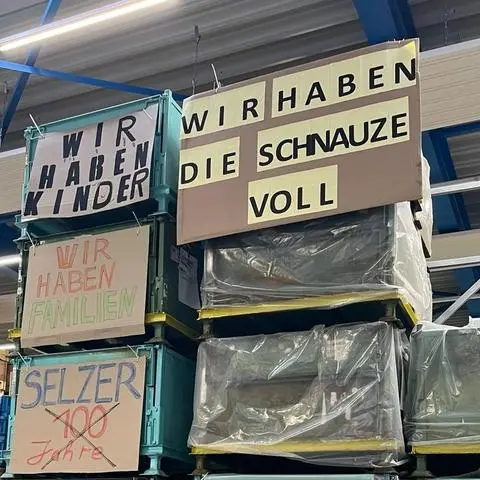 WIR
HABEN
KINDER
WIR HABEN
DIE SCHNAUZE
VOLL
WIR
HABEN
FAMILIEN
SELZER
100
Jahre